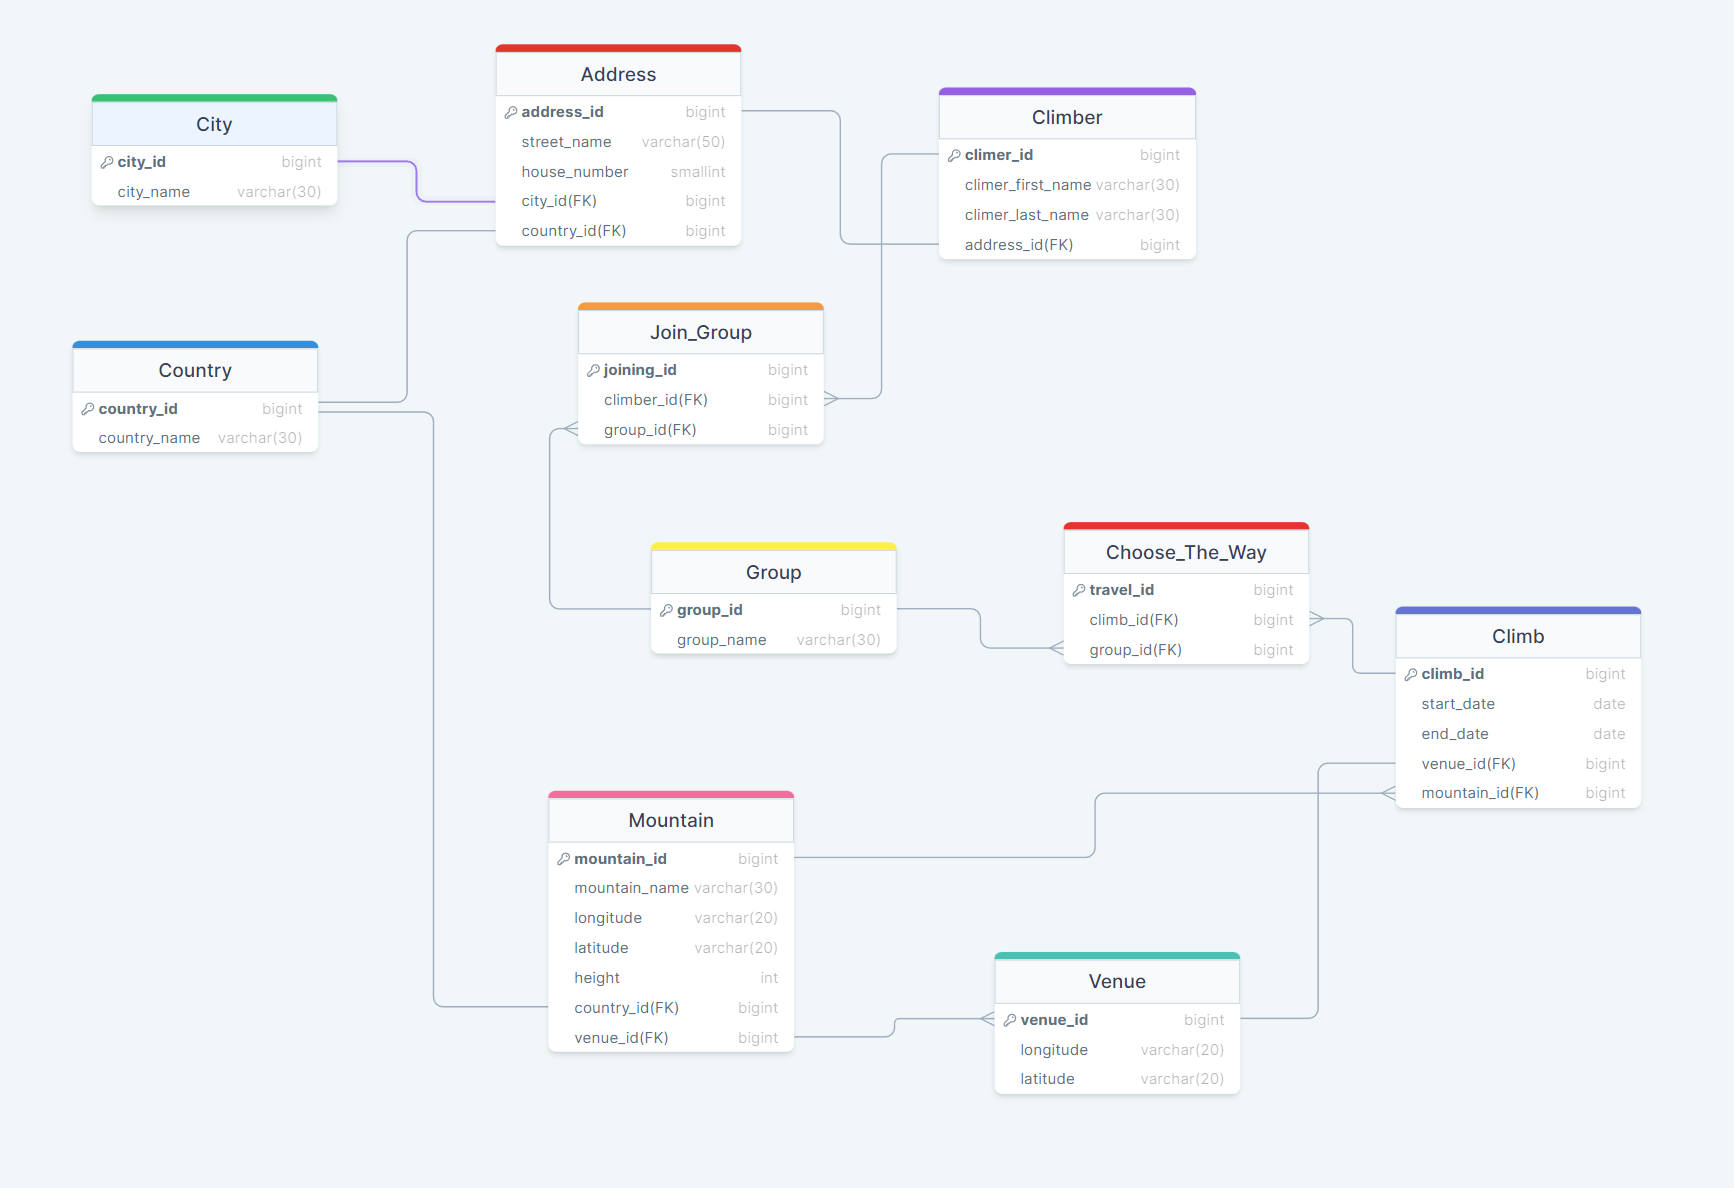 Address
address_id bigint
street_name varchar(50)
house_number smallint
city_id(FK) bigint
country_id(FK) bigint
City
city_id bigint
city_name varchar(30)
Climber
climer_id bigint
climer_first_name varchar(30)
climer_last_name varchar(30)
address_id(FK) bigint
Join_Group
joining_id bigint
climber_id(FK) bigint
group_id(FK) bigint
Country
country_id bigint
country_name varchar(30)
Group
group_id bigint
group_name varchar(30)
Choose_The_Way
travel_id bigint
climb_id(FK) bigint
group_id(FK) bigint
Climb
climb_id bigint
start_date date
end_date date
venue_id(FK) bigint
mountain_id(FK) bigint
Mountain
mountain_id bigint
mountain_name varchar(30)
longitude varchar(20)
latitude varchar(20)
height int
country_id(FK) bigint
venue_id(FK) bigint
Venue
venue_id bigint
longitude varchar(20)
latitude varchar(20)